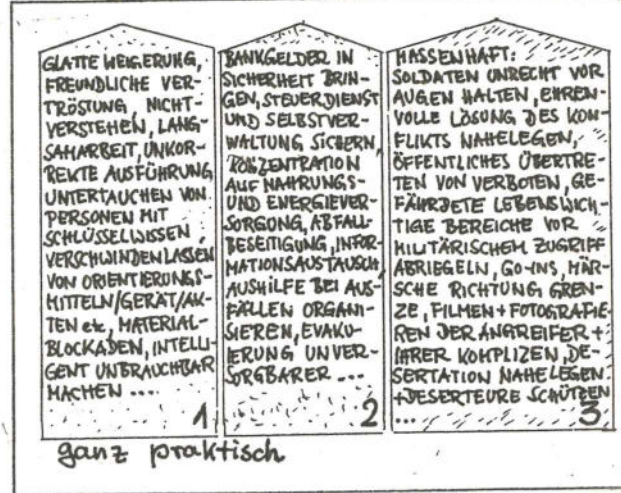 GLATTE WEIGERUNG,
FREUNDLICHE VER-
TRÖSTUNG, NICHT-
VERSTEHEN, LANG-
SAMARBEIT, UNKOR-
REKTE AUSFÜHRUNG
UNTERTAUCHEN VON
PERSONEN MIT
SCHLÜSSELWISSEN,
VERSCHWINDEN LASSEN
VON ORIENTIERUNGS-
MITTELN/GERÄT/AK-
TEN etc, MATERIAL-
BLOCKADEN, INTELLI-
GENT UNBRAUCHBAR
MACHEN ....
1
BANKGELDER IN
SICHERHEIT BRIN-
GEN, STEUERDIENST
UND SELBSTVER-
WALTUNG SICHERN,
KONZENTRATION
AUF NAHRUNGS-
UND ENERGIEVER-
SORGUNG, ABFALL-
BESEITIGUNG, INFOR-
MATIONSAUSTAUSCH,
AUSHILFE BEI AUS-
FÄLLEN ORGANI-
SIEREN, EVAKU-
IERUNG UNVER-
SORGBARER ...
2
MASSENHAFT:
SOLDATEN UNRECHT VOR
AUGEN HALTEN, EHREN-
VOLLE LÖSUNG DES KON-
FLIKTS NAHELEGEN,
ÖFFENTLICHES ÜBERTRE-
TEN VON VERBOTEN, GE-
FÄHRDETE LEBENSWICH-
TIGE BEREICHE VOR
MILITÄRISCHEM ZUGRIFF
ABRIEGELN, GO-INS, MÄR-
SCHE RICHTUNG GREN-
ZE, FILMEN + FOTOGRAFIE-
REN DER ANGREIFER +
IHRER KOMPLIZEN, DE-
SERTATION NAHELEGEN
+ DESERTEURE SCHÜTZEN
...
3
ganz praktisch